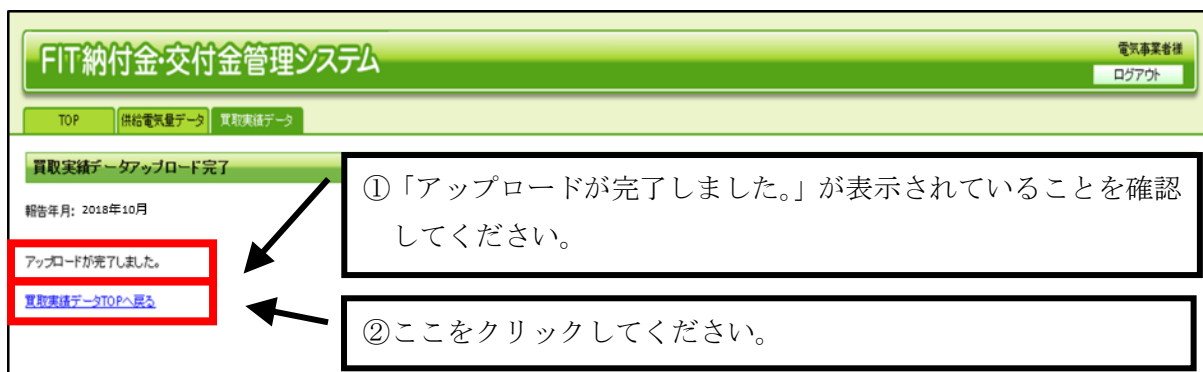 FIT納付金・交付金管理システム
電気事業者様
ログアウト
TOP 供給電気量データ 買取実績データ
買取実績データアップロード完了
報告年月: 2018年10月
アップロードが完了しました。
買取実績データTOPへ戻る
①「アップロードが完了しました。」が表示されていることを確認
してください。
②ここをクリックしてください。